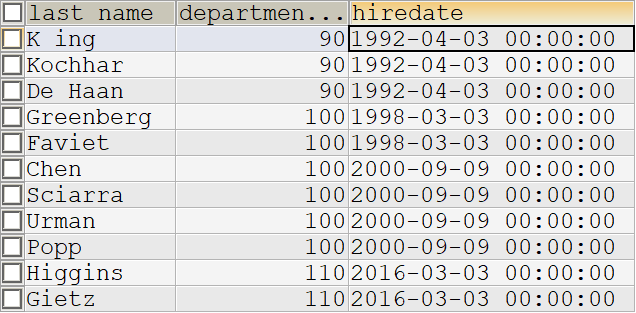 last name departmen... hiredate
K ing 90 1992-04-03 00:00:00
Kochhar 90 1992-04-03 00:00:00
De Haan 90 1992-04-03 00:00:00
Greenberg 100 1998-03-03 00:00:00
Faviet 100 1998-03-03 00:00:00
Chen 100 2000-09-09 00:00:00
Sciarra 100 2000-09-09 00:00:00
Urman 100 2000-09-09 00:00:00
Popp 100 2000-09-09 00:00:00
Higgins 110 2016-03-03 00:00:00
Gietz 110 2016-03-03 00:00:00